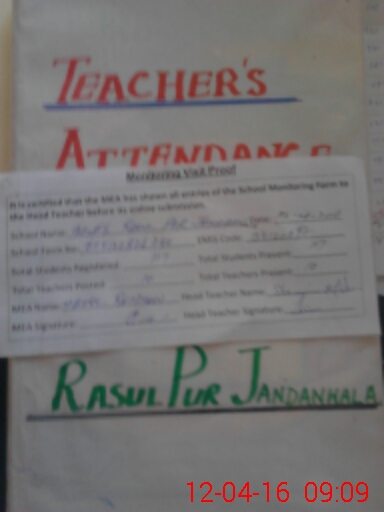 TEACHER'S
ATTENDANCE
Monitoring Visit Proof
It is certified that the MEA has shown all entries of the School Monitoring Form to
the Head Teacher before its online submission.
School Name: Date:
School Form No: EMIS Code:
Total Students Registered: Total Students Present:
Total Teachers Posted: Total Teachers Present:
MEA Name: Head Teacher Name:
MEA Signature: Head Teacher Signature:
RASUL PUR JANDANHALA
12-04-16 09:09